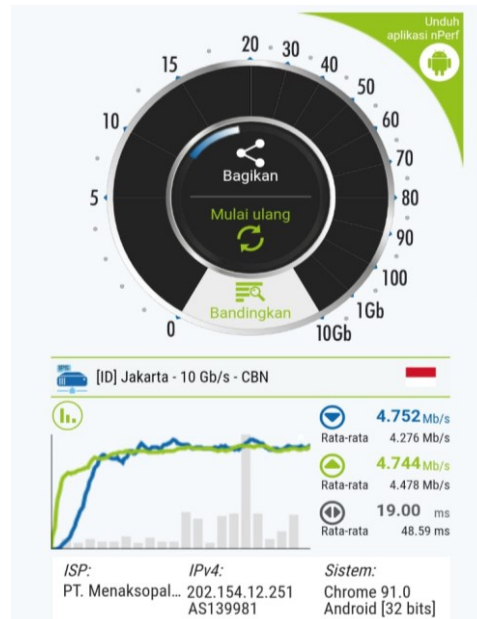 Unduh
aplikasi nPerf
0
5
10
15
20
30
40
50
60
70
80
90
100
1Gb
10Gb
Bagikan
Mulai ulang
Bandingkan
[ID] Jakarta - 10 Gb/s - CBN
4.752 Mb/s
Rata-rata 4.276 Mb/s
4.744 Mb/s
Rata-rata 4.478 Mb/s
19.00 ms
Rata-rata 48.59 ms
ISP: IPv4: Sistem:
PT. Menaksopal... 202.154.12.251 Chrome 91.0
AS139981 Android [32 bits]